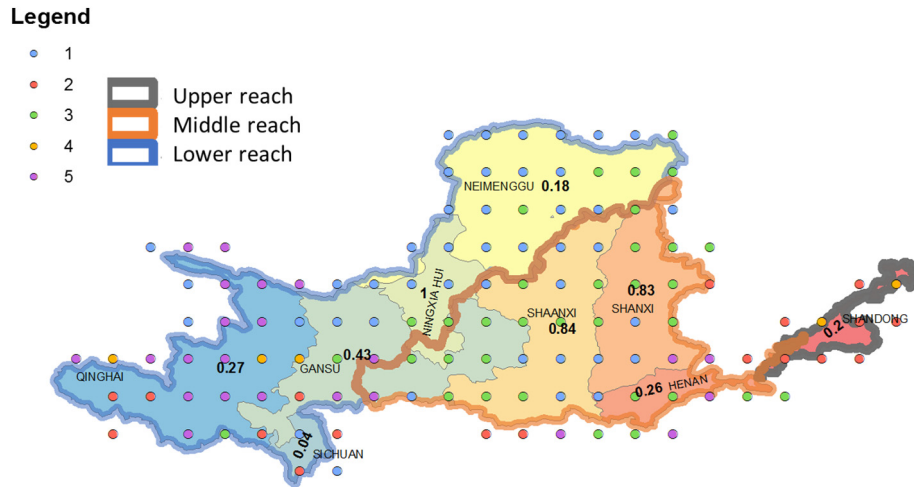 Legend
1
2
3
4
5
Upper reach
Middle reach
Lower reach
NEIMENGGU 0.18
NINGXIA HUI
1
SHAANXI
0.84
0.83
SHANXI
0.2 SHANDONG
0.43
GANSU
0.27
QINGHAI
0.26 HENAN
0.04
SICHUAN